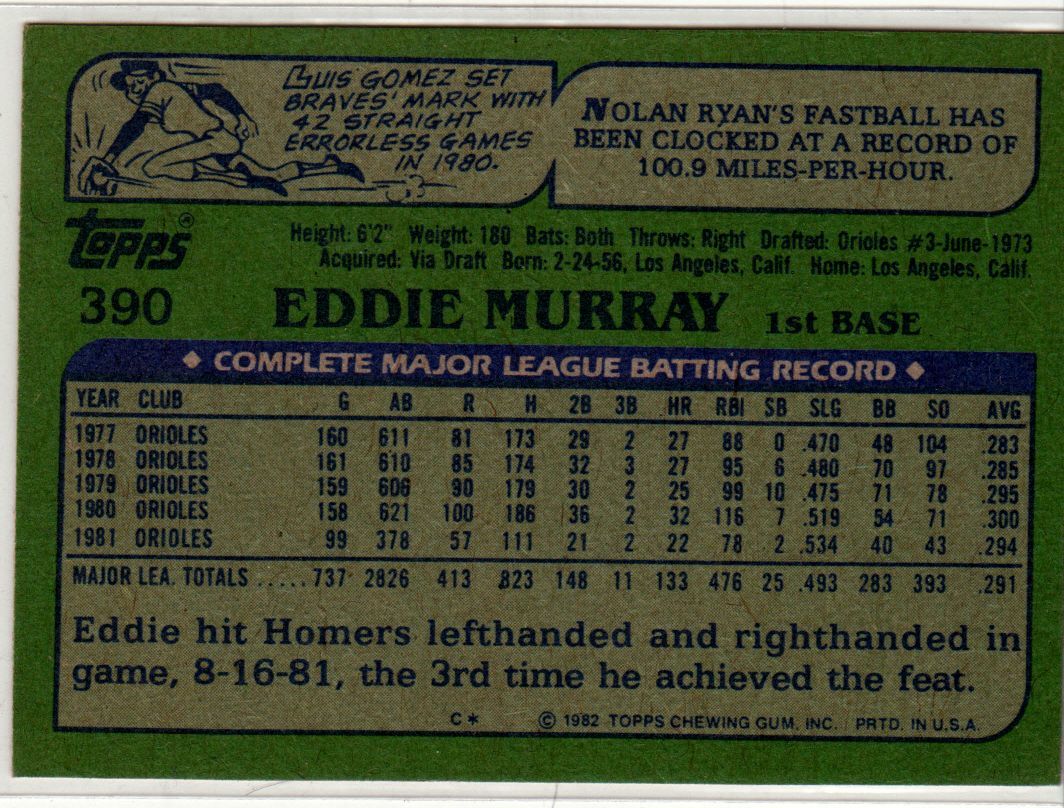 LUIS GOMEZ SET
BRAVES' MARK WITH
42 STRAIGHT
ERRORLESS GAMES
IN 1980.
NOLAN RYAN'S FASTBALL HAS
BEEN CLOCKED AT A RECORD OF
100.9 MILES-PER-HOUR.
TOPPS®
Height: 6'2" Weight: 180 Bats: Both Throws: Right Drafted: Orioles #3-June-1973
Acquired: Via Draft Born: 2-24-56, Los Angeles, Calif. Home: Los Angeles, Calif.
390 EDDIE MURRAY 1st BASE
◆ COMPLETE MAJOR LEAGUE BATTING RECORD ◆
YEAR CLUB G AB R H 2B 3B HR RBI SB SLG BB SO AVG
1977 ORIOLES 160 611 81 173 29 2 27 88 0 .470 48 104 .283
1978 ORIOLES 161 610 85 174 32 3 27 95 6 .480 70 97 .285
1979 ORIOLES 159 606 90 179 30 2 25 99 10 .475 71 78 .295
1980 ORIOLES 158 621 100 186 36 2 32 116 7 .519 54 71 .300
1981 ORIOLES 99 378 57 111 21 2 22 78 2 .534 40 43 .294
MAJOR LEA. TOTALS ..... 737 2826 413 823 148 11 133 476 25 .493 283 393 .291
Eddie hit Homers lefthanded and righthanded in
game, 8-16-81, the 3rd time he achieved the feat.
C* © 1982 TOPPS CHEWING GUM, INC. PRTD. IN U.S.A.